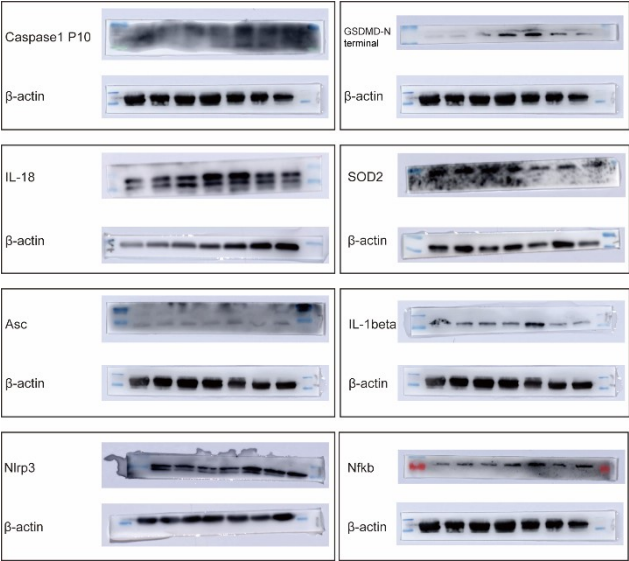 Caspase1 P10
β-actin
GSDMD-N
terminal
β-actin
IL-18
β-actin
SOD2
β-actin
Asc
β-actin
IL-1beta
β-actin
Nlrp3
β-actin
Nfkb
β-actin